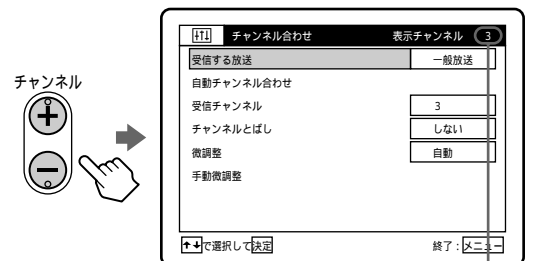 チャンネル
チャンネル合わせ 表示チャンネル 3
受信する放送 一般放送
自動チャンネル合わせ
受信チャンネル 3
チャンネルとばし しない
微調整 自動
手動微調整
↑↓で選択して決定 終了：メニュー